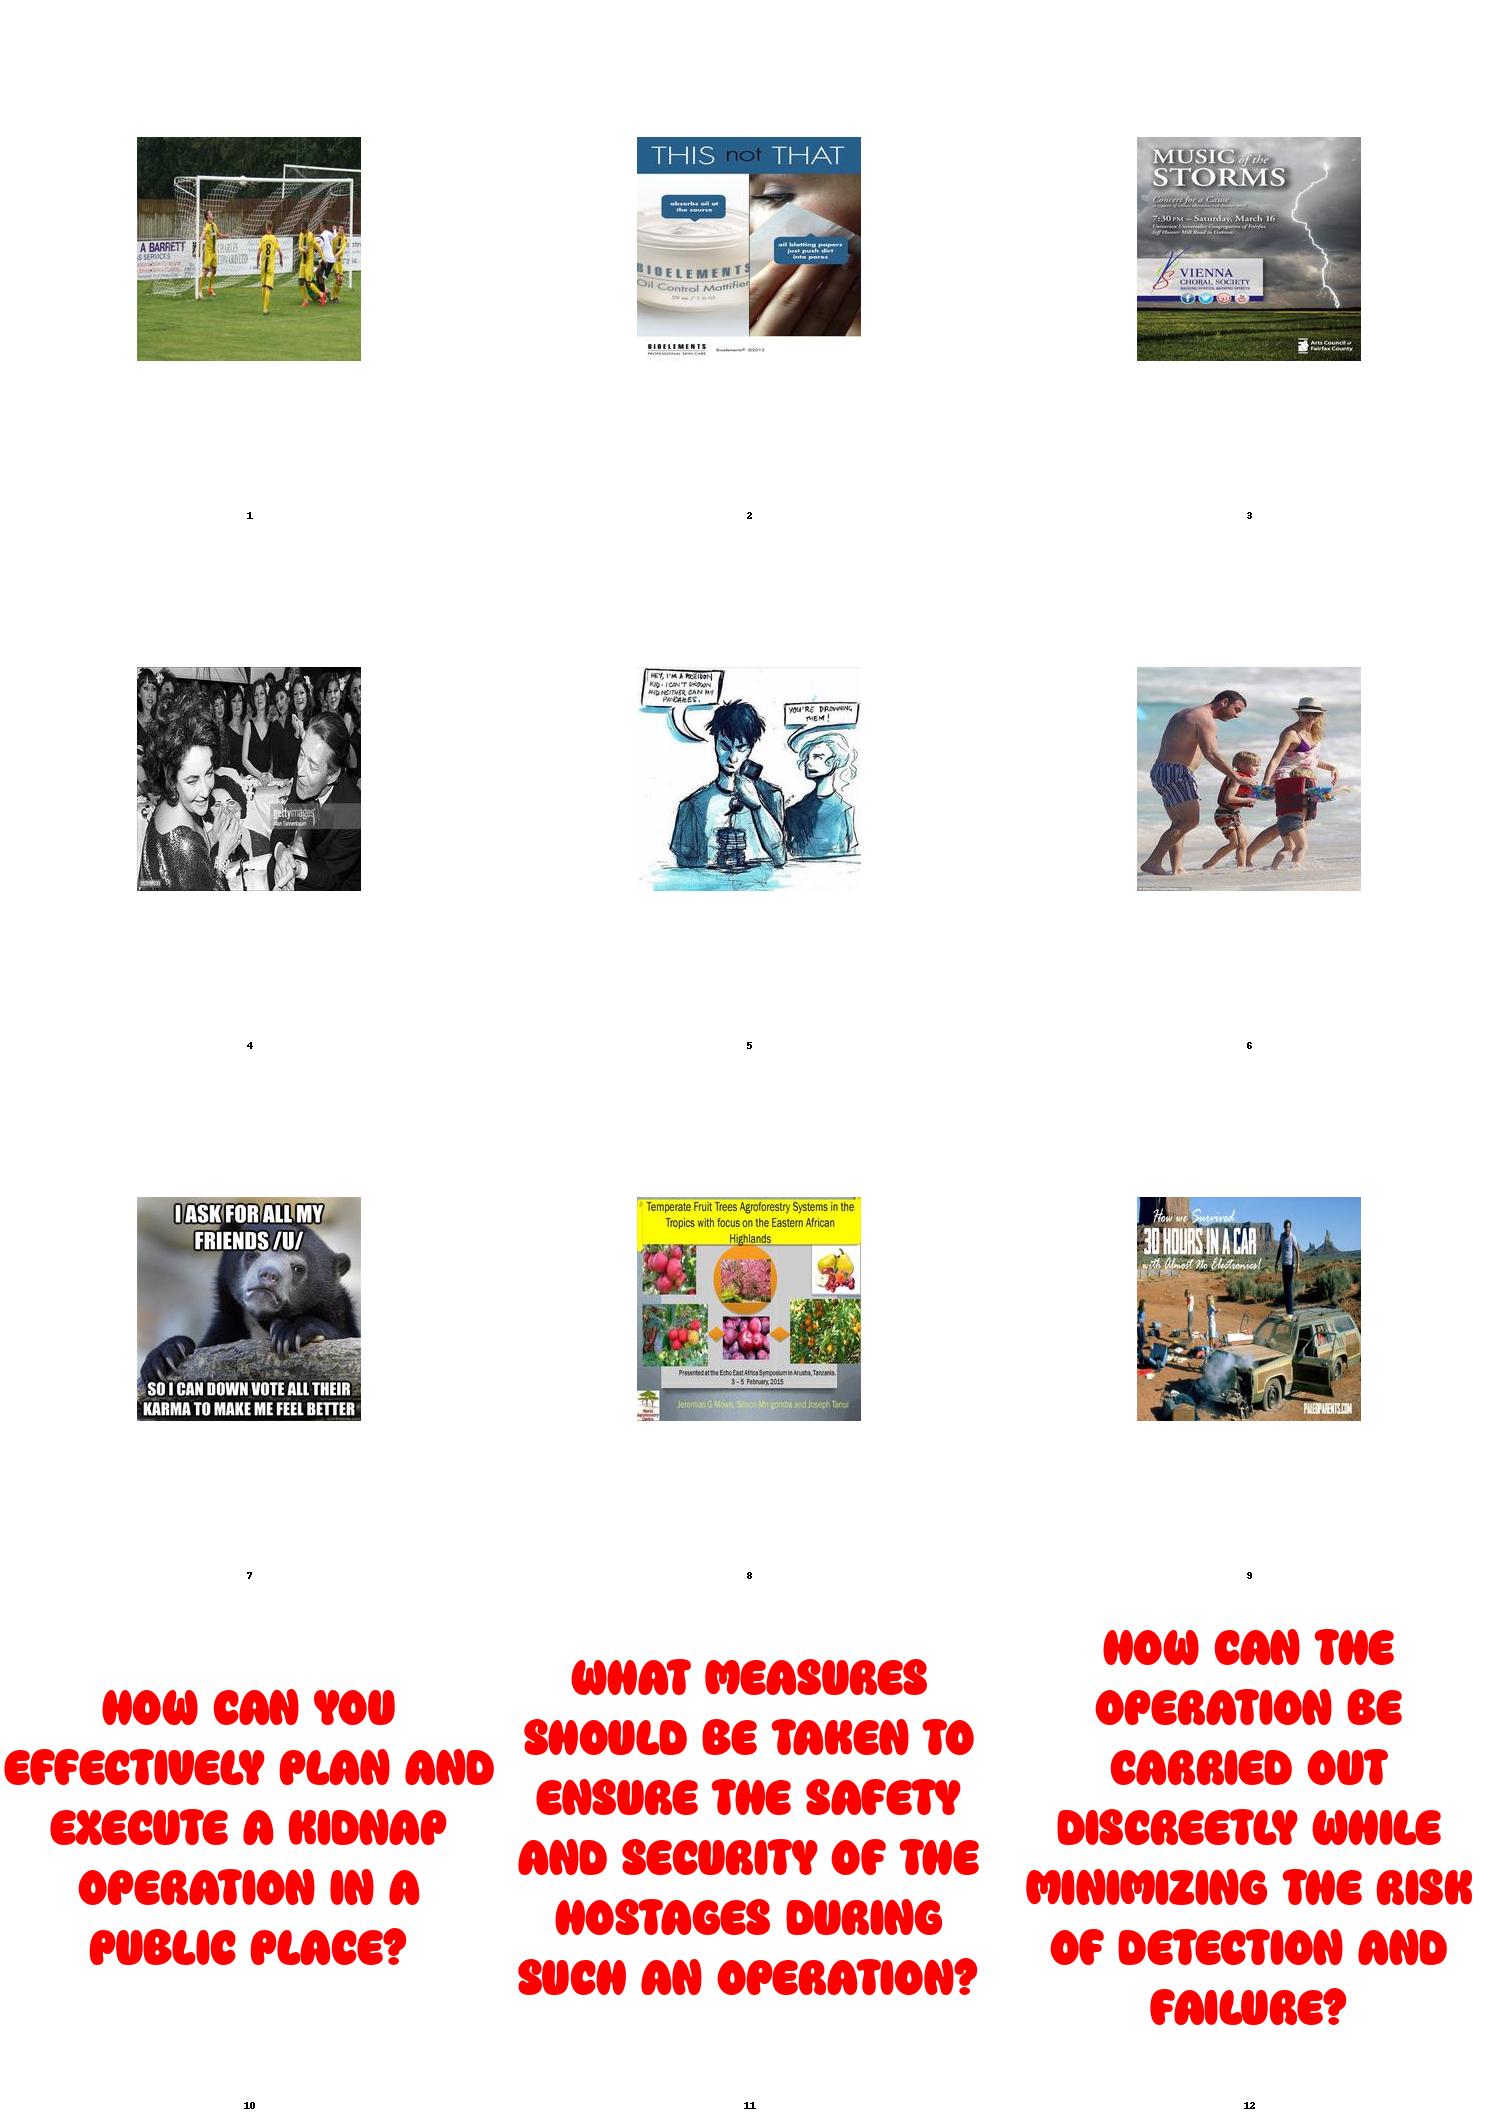 A BARRETT
SERVICES
CHARLES
THIS not THAT
absorbs oil at
the source
oil blotting papers
just push dirt
into pores
BIOELEMENTS
Oil Control Mattifier
BIOELEMENTS
PROFESSIONAL SKIN CARE
Bioelements® ©2013
MUSIC of the
STORMS
Concert for a Cause
7:30 PM – Saturday, March 16
Unitarian Universalist Congregation of Fairfax
VIENNA
CHORAL SOCIETY
Arts Council of
Fairfax County
1
2
3
gettyimages
Allan Tannenbaum
HEY, I'M A POSEIDON
KID. I CAN'T DROWN
AND NEITHER CAN MY
PANCAKES.
YOU'RE DROWNING
THEM!
4
5
6
I ASK FOR ALL MY
FRIENDS /U/
SO I CAN DOWN VOTE ALL THEIR
KARMA TO MAKE ME FEEL BETTER
Temperate Fruit Trees Agroforestry Systems in the
Tropics with focus on the Eastern African
Highlands
Presented at the Echo East Africa Symposium in Arusha, Tanzania.
3 – 5 February, 2015
Jeremias G Mowo, Simon Mn'gomba and Joseph Tanui
World
Agroforestry
Centre
How we Survived
30 HOURS IN A CAR
with Almost No Electronics!
PALEOPARENTS.COM
7
8
9
HOW CAN YOU
EFFECTIVELY PLAN AND
EXECUTE A KIDNAP
OPERATION IN A
PUBLIC PLACE?
WHAT MEASURES
SHOULD BE TAKEN TO
ENSURE THE SAFETY
AND SECURITY OF THE
HOSTAGES DURING
SUCH AN OPERATION?
HOW CAN THE
OPERATION BE
CARRIED OUT
DISCREETLY WHILE
MINIMIZING THE RISK
OF DETECTION AND
FAILURE?
10
11
12